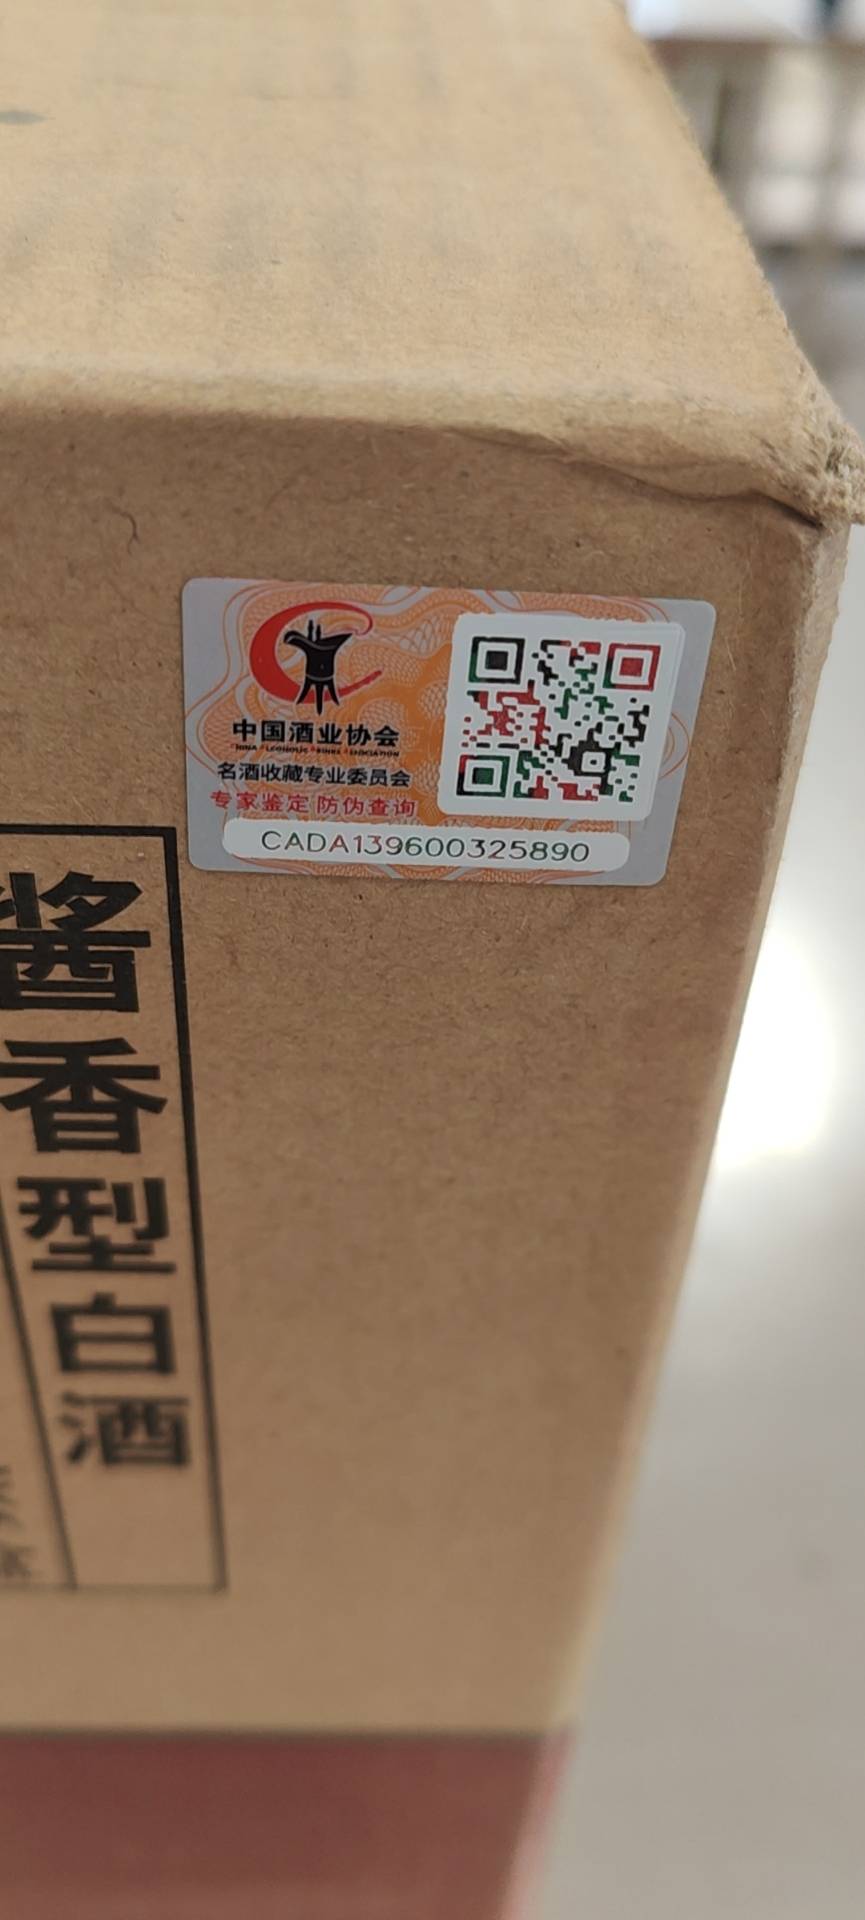 中国酒业协会
名酒收藏专业委员会
专家鉴定 防伪查询
CADA139600325890
酱香型白酒